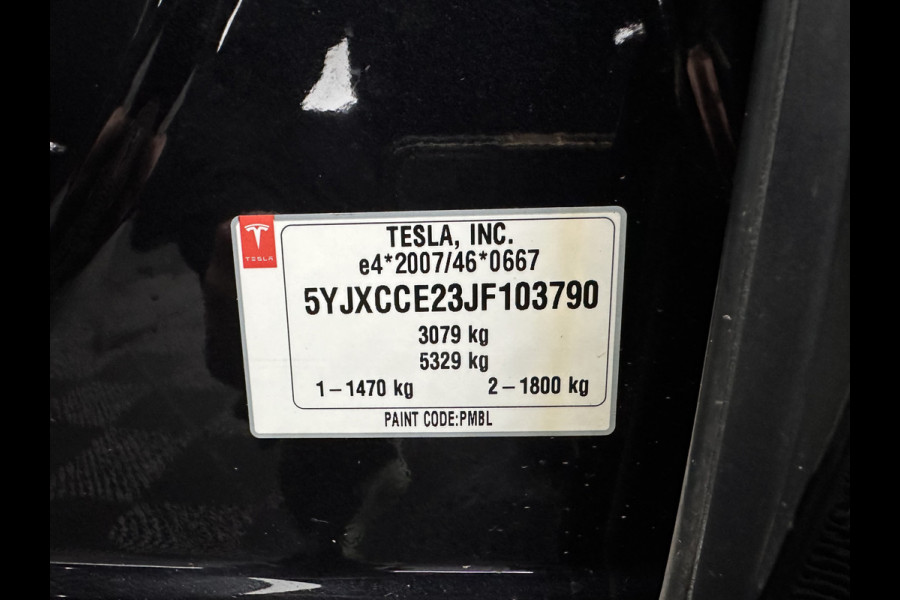 TESLA
TESLA, INC.
e4*2007/46*0667
5YJXCCE23JF103790
3079 kg
5329 kg
1–1470 kg 2–1800 kg
PAINT CODE:PMBL